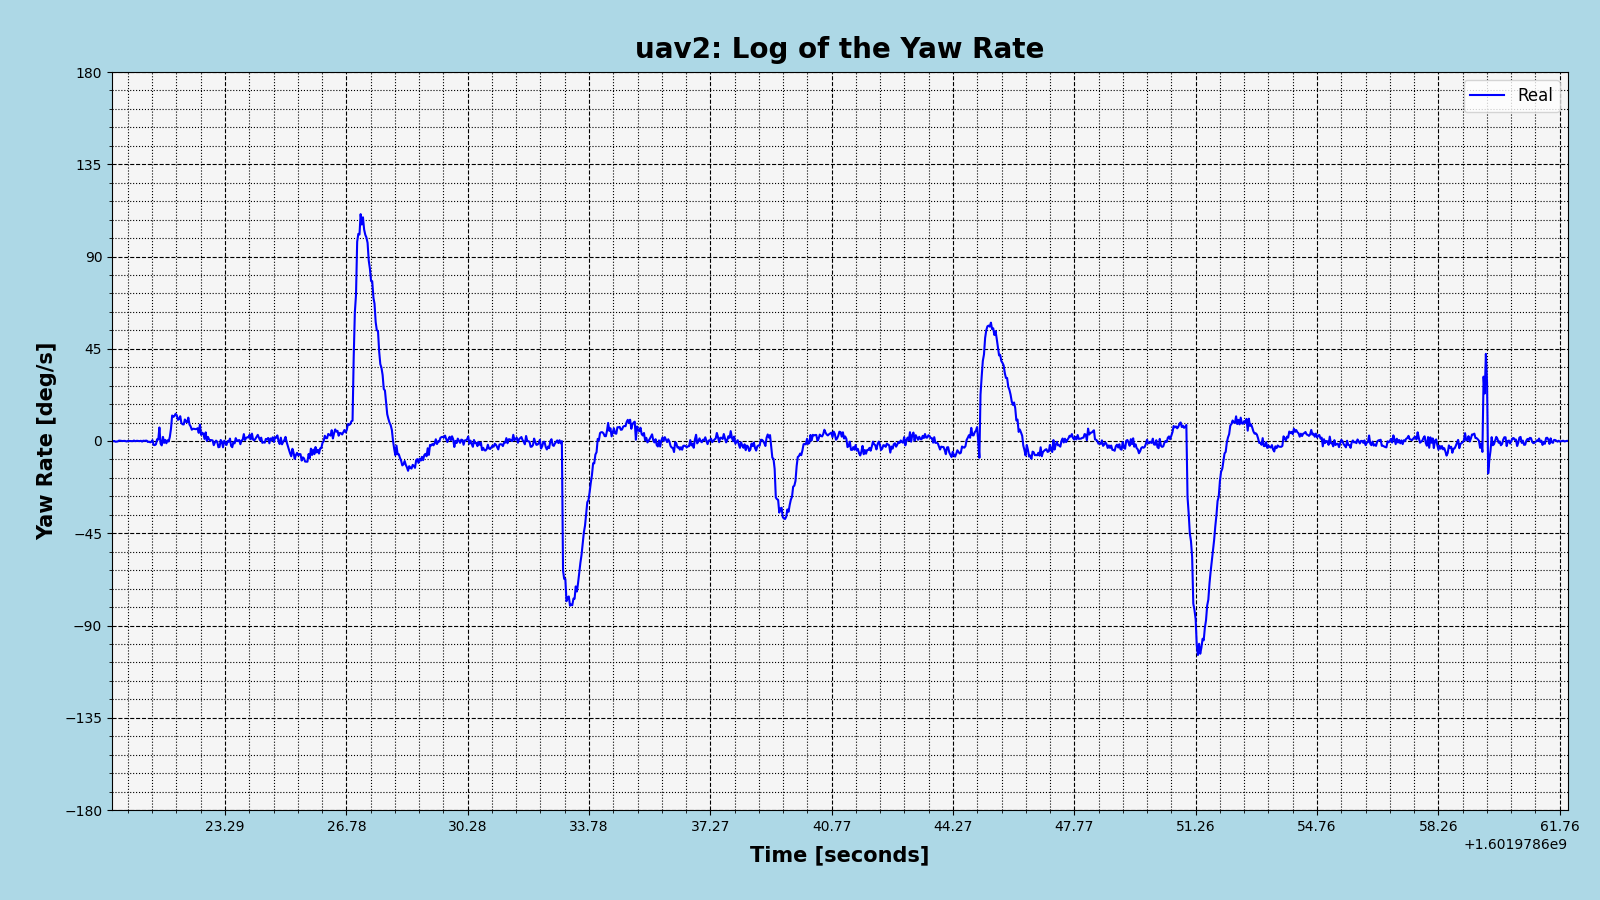 uav2: Log of the Yaw Rate
Real
Yaw Rate [deg/s]
180
135
90
45
0
−45
−90
−135
−180
23.29 26.78 30.28 33.78 37.27 40.77 44.27 47.77 51.26 54.76 58.26 61.76
+1.6019786e9
Time [seconds]